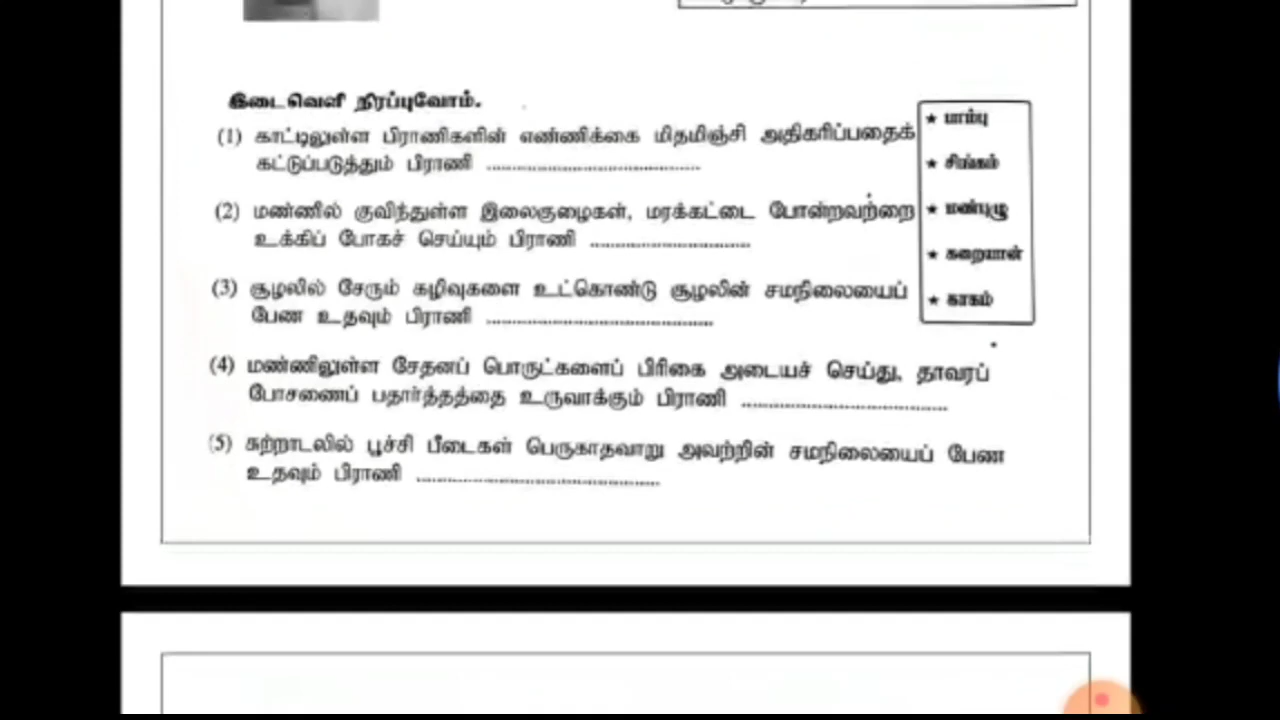 இடைவெளி நிரப்புவோம்.
(1) காட்டிலுள்ள பிராணிகளின் எண்ணிக்கை மிதமிஞ்சி அதிகரிப்பதைக்
கட்டுப்படுத்தும் பிராணி ........................................
(2) மண்ணில் குவிந்துள்ள இலைகுழைகள், மரக்கட்டை போன்றவற்றை
உக்கிப் போகச் செய்யும் பிராணி ..............................
(3) சூழலில் சேரும் கழிவுகளை உட்கொண்டு சூழலின் சமநிலையைப்
பேண உதவும் பிராணி ..........................................
(4) மண்ணிலுள்ள சேதனப் பொருட்களைப் பிரிகை அடையச் செய்து, தாவரப்
போசணைப் பதார்த்தத்தை உருவாக்கும் பிராணி ......................................
(5) சுற்றாடலில் பூச்சி பீடைகள் பெருகாதவாறு அவற்றின் சமநிலையைப் பேண
உதவும் பிராணி ..............................................
★ பாம்பு
★ சிங்கம்
★ மண்புழு
★ கறையான்
★ காகம்